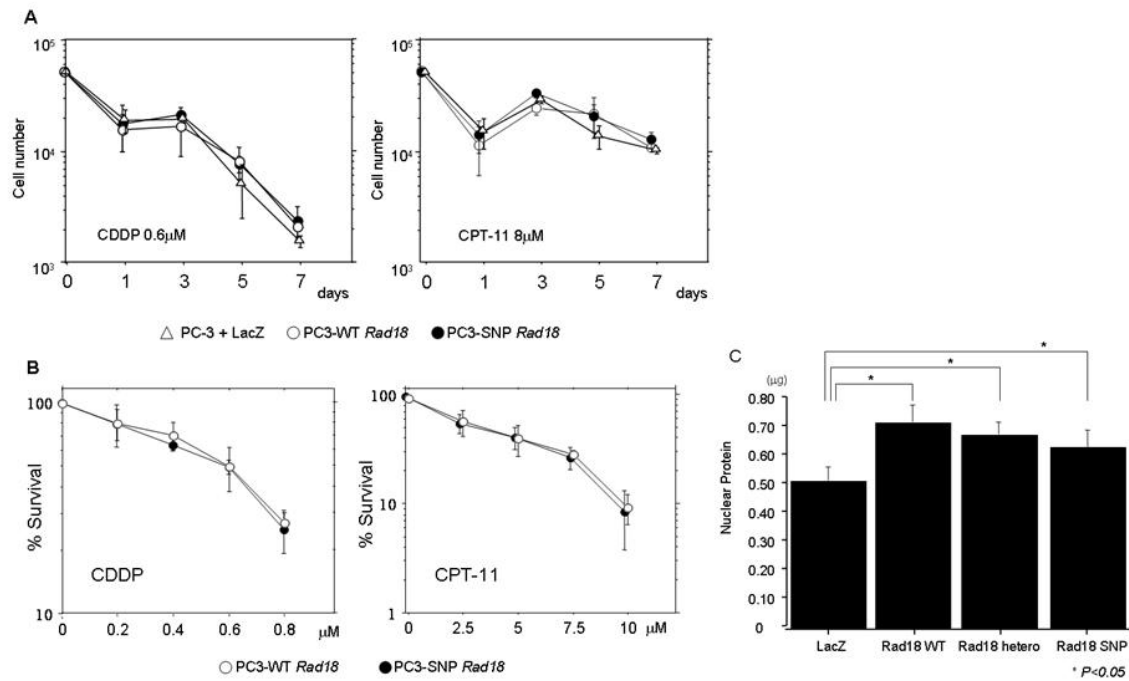 A
10⁵
10⁴
10³
Cell number
CDDP 0.6µM
0 1 3 5 7
days
10⁵
10⁴
10³
Cell number
CPT-11 8µM
0 1 3 5 7
days
△ PC-3 + LacZ ○ PC3-WT Rad18 ● PC3-SNP Rad18
B
100
10
% Survival
CDDP
0 0.2 0.4 0.6 0.8 µM
100
10
1
% Survival
CPT-11
0 2.5 5 7.5 10 µM
○ PC3-WT Rad18 ● PC3-SNP Rad18
C
*
*
*
(µg)
0.80
0.70
0.60
0.50
0.40
0.30
0.20
0.10
0
Nuclear Protein
LacZ Rad18 WT Rad18 hetero Rad18 SNP
* P<0.05